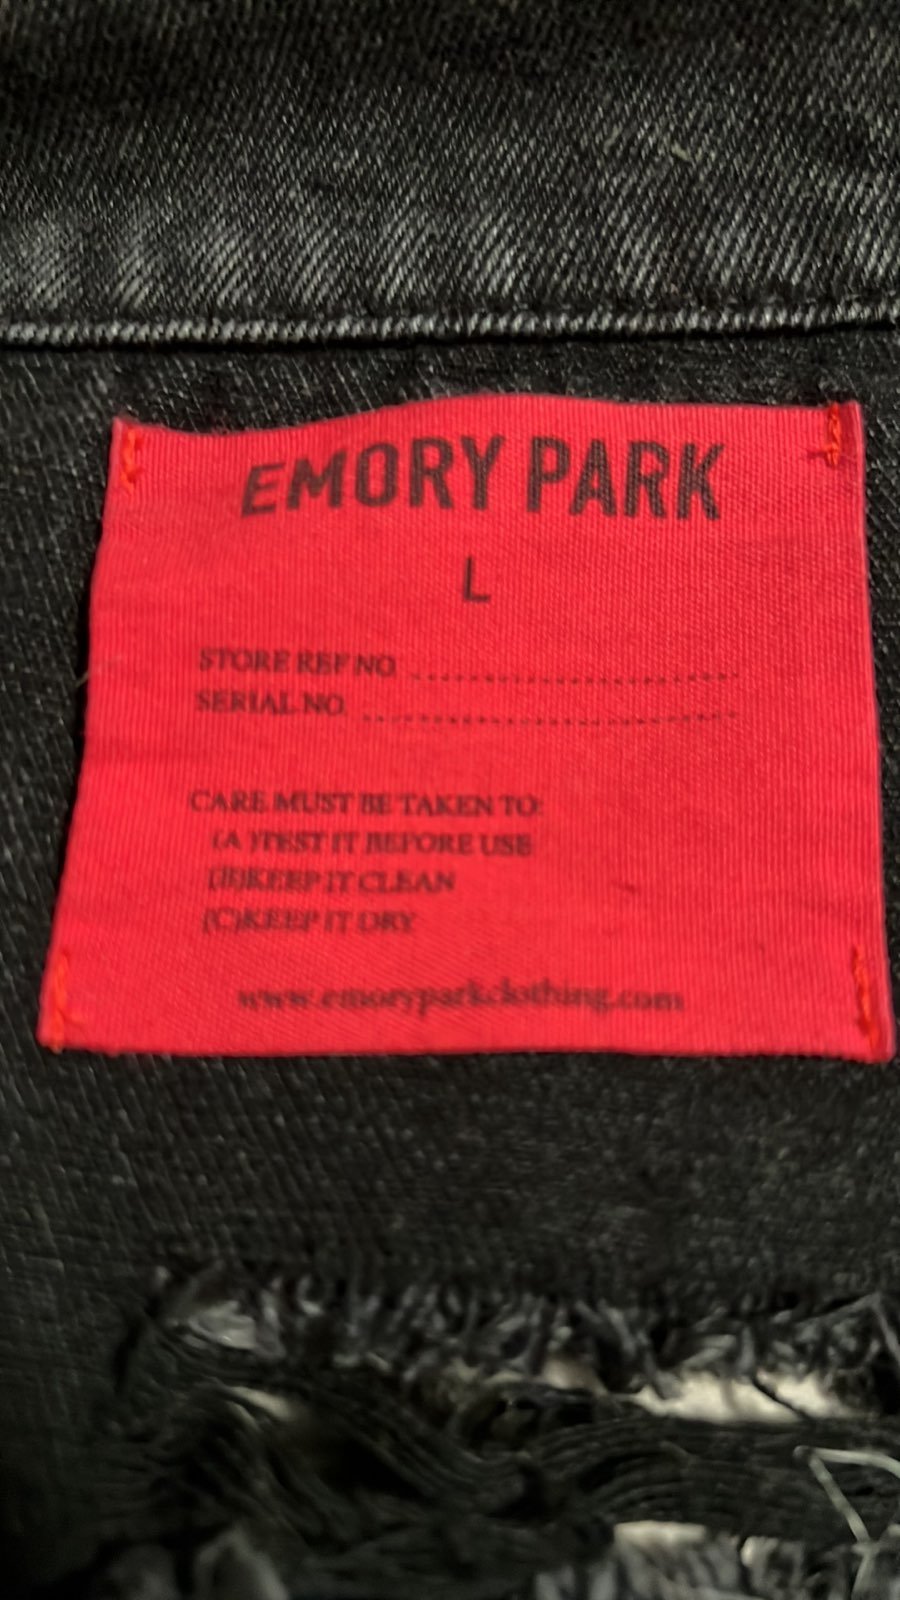 EMORY PARK
L
STORE REF NO. ........................
SERIAL NO. ............................
CARE MUST BE TAKEN TO:
(A)TEST IT BEFORE USE
(B)KEEP IT CLEAN
(C)KEEP IT DRY
www.emoryparkclothing.com